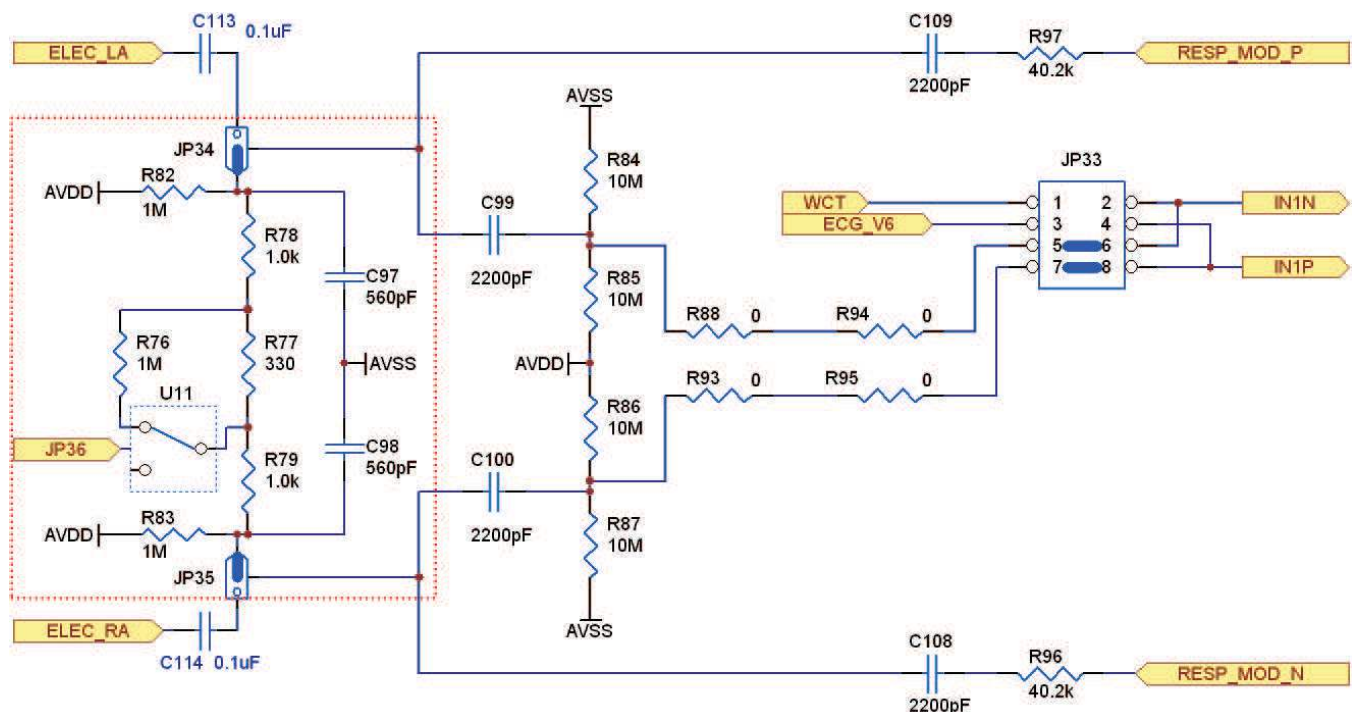 C113
0.1uF
ELEC_LA
C109
2200pF
R97
40.2k
RESP_MOD_P
AVSS
JP34
R84
10M
JP33
R82
AVDD
1M
C99
2200pF
WCT
1 2
IN1N
ECG_V6
3 4
R78
1.0k
5 6
7 8
IN1P
C97
560pF
R85
10M
R88 0
R94 0
R76
1M
R77
330
AVSS
AVDD
R93 0
R95 0
U11
R86
10M
JP36
C98
560pF
R79
1.0k
C100
2200pF
R83
AVDD
1M
R87
10M
JP35
AVSS
ELEC_RA
C114 0.1uF
C108
2200pF
R96
40.2k
RESP_MOD_N